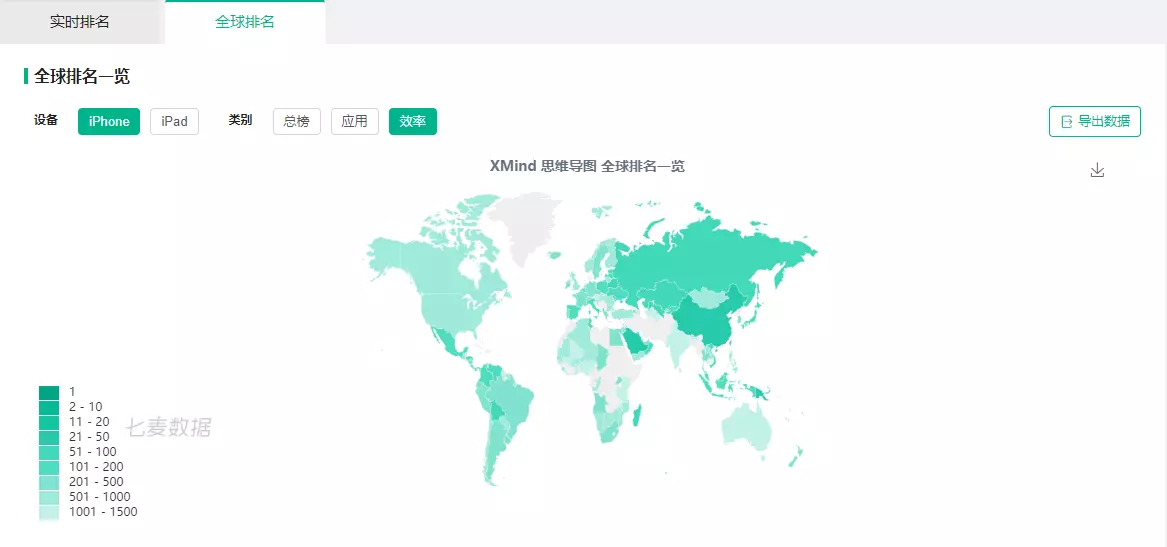 实时排名
全球排名
全球排名一览
设备 iPhone iPad 类别 总榜 应用 效率 导出数据
XMind 思维导图 全球排名一览
1
2 - 10
11 - 20
21 - 50
51 - 100
101 - 200
201 - 500
501 - 1000
1001 - 1500
七麦数据